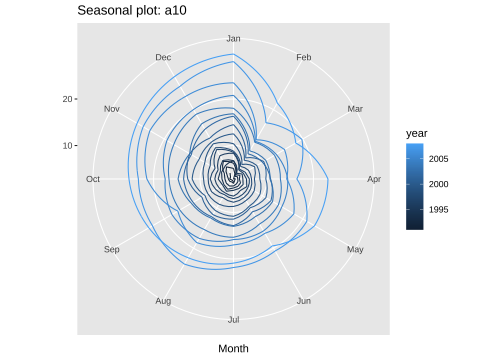 Seasonal plot: a10
Jan
Dec
Feb
20
Nov
Mar
year
10
2005
Oct
Apr
2000
1995
Sep
May
Aug
Jun
Jul
Month